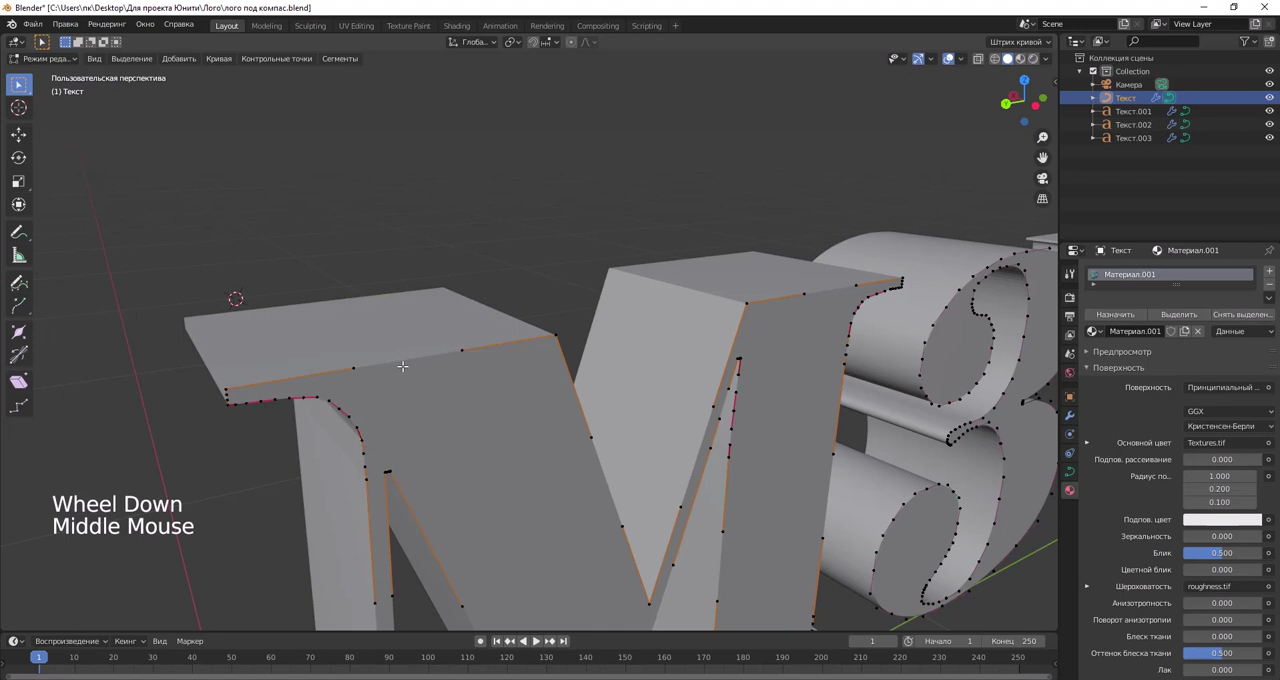 Blender* [C:\Users\пк\Desktop\Для проекта Юнити\Лого\лого под компас.blend]
Файл Правка Рендеринг Окно Справка Layout Modeling Sculpting UV Editing Texture Paint Shading Animation Rendering Compositing Scripting + Scene View Layer
Глоба... Штрих кривой
Режим реда... Вид Выделение Добавить Кривая Контрольные точки Сегменты
Пользовательская перспектива
(1) Текст
Z
Y
Коллекция сцены
Collection
Камера
Текст
Текст.001
Текст.002
Текст.003
Текст Материал.001
Материал.001
Назначить Выделить Снять выделен...
Материал.001 Данные
Предпросмотр
Поверхность
Поверхность Принципиальный ...
GGX
Кристенсен-Берли
Основной цвет Textures.tif
Подпов. рассеивание 0.000
Радиус по... 1.000
0.200
0.100
Подпов. цвет
Зеркальность 0.000
Блик 0.500
Цветной блик 0.000
Шероховатость roughness.tif
Анизотропность 0.000
Поворот анизотропии 0.000
Блеск ткани 0.000
Оттенок блеска ткани 0.500
Лак 0.000
Wheel Down
Middle Mouse
Воспроизведение Кеинг Вид Маркер 1 Начало 1 Конец 250
1 10 20 30 40 50 60 70 80 90 100 110 120 130 140 150 160 170 180 190 200 210 220 230 240 250